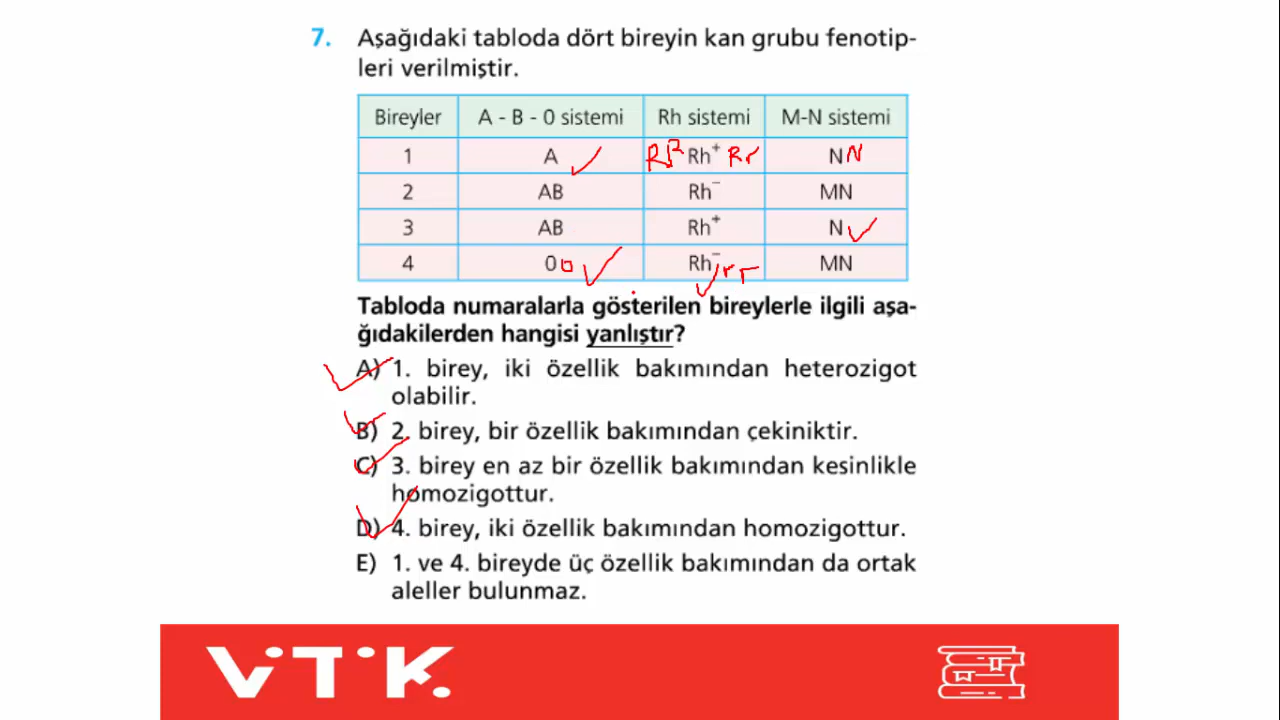 7. Aşağıdaki tabloda dört bireyin kan grubu fenotip-
leri verilmiştir.
Bireyler A - B - 0 sistemi Rh sistemi M-N sistemi
1 A RR Rh⁺ Rr N N
2 AB Rh⁻ MN
3 AB Rh⁺ N
4 0 0 Rh⁻ rr MN
Tabloda numaralarla gösterilen bireylerle ilgili aşa-
ğıdakilerden hangisi yanlıştır?
A) 1. birey, iki özellik bakımından heterozigot
olabilir.
B) 2. birey, bir özellik bakımından çekiniktir.
C) 3. birey en az bir özellik bakımından kesinlikle
homozigottur.
D) 4. birey, iki özellik bakımından homozigottur.
E) 1. ve 4. bireyde üç özellik bakımından da ortak
aleller bulunmaz.
VTK